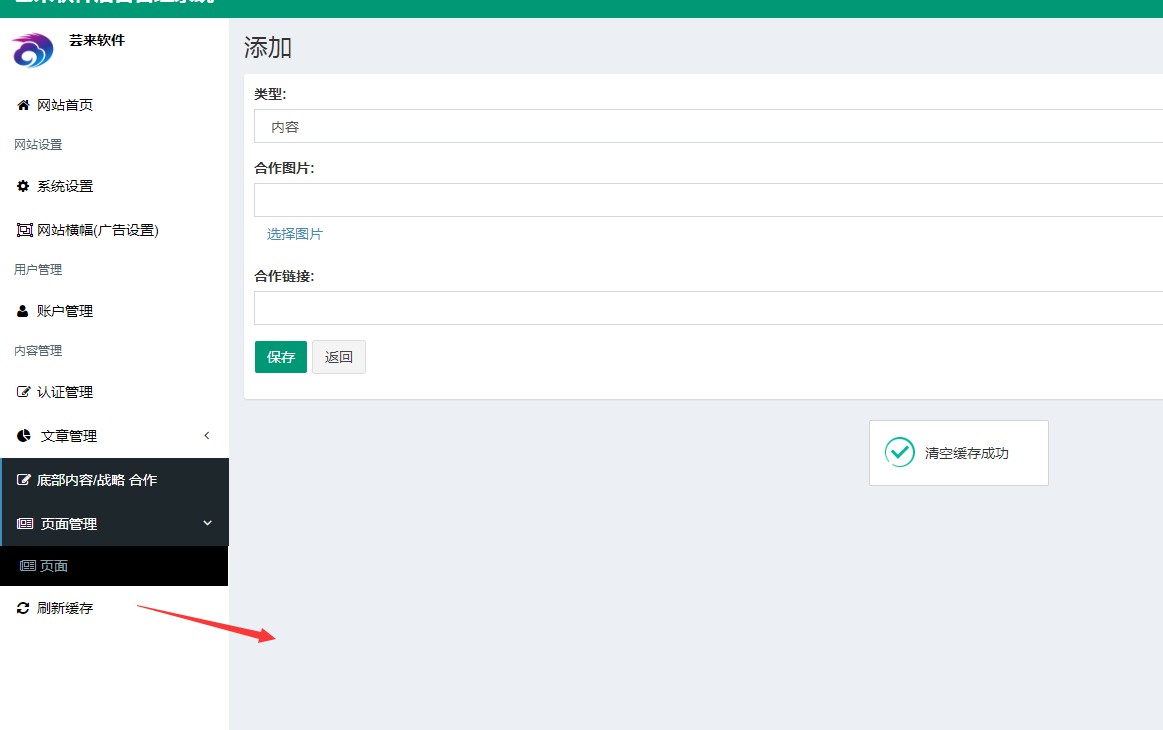 芸来软件
网站首页
网站设置
系统设置
网站横幅(广告设置)
用户管理
账户管理
内容管理
认证管理
文章管理
底部内容/战略 合作
页面管理
页面
刷新缓存
添加
类型:
内容
合作图片:
选择图片
合作链接:
保存 返回
清空缓存成功